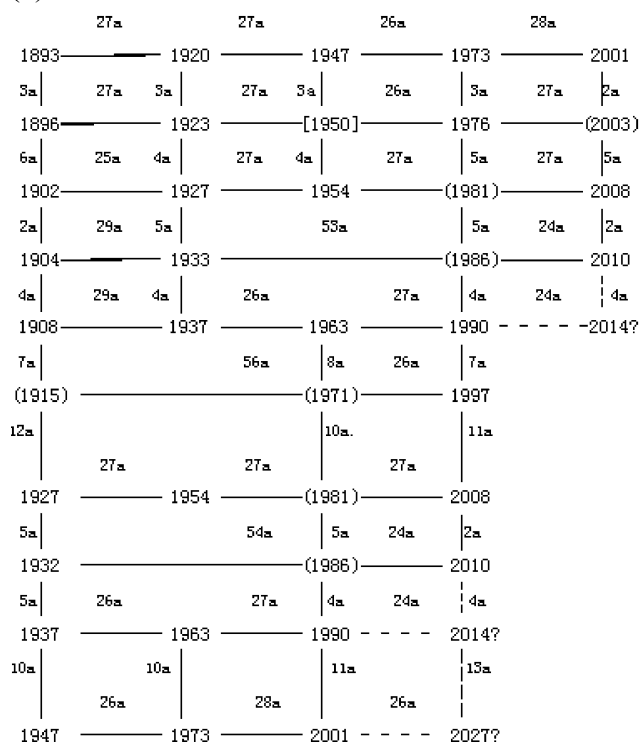 27a 27a 26a 28a
1893 1920 1947 1973 2001
3a 27a 3a 27a 3a 26a 3a 27a 2a
1896 1923 [1950] 1976 (2003)
6a 25a 4a 27a 4a 27a 5a 27a 5a
1902 1927 1954 (1981) 2008
2a 29a 5a 53a 5a 24a 2a
1904 1933 (1986) 2010
4a 29a 4a 26a 27a 4a 24a 4a
1908 1937 1963 1990 2014?
7a 56a 8a 26a 7a
(1915) (1971) 1997
12a 10a. 11a
27a 27a 27a
1927 1954 (1981) 2008
5a 54a 5a 24a 2a
1932 (1986) 2010
5a 26a 27a 4a 24a 4a
1937 1963 1990 2014?
10a 10a 11a 13a
26a 28a 26a
1947 1973 2001 2027?